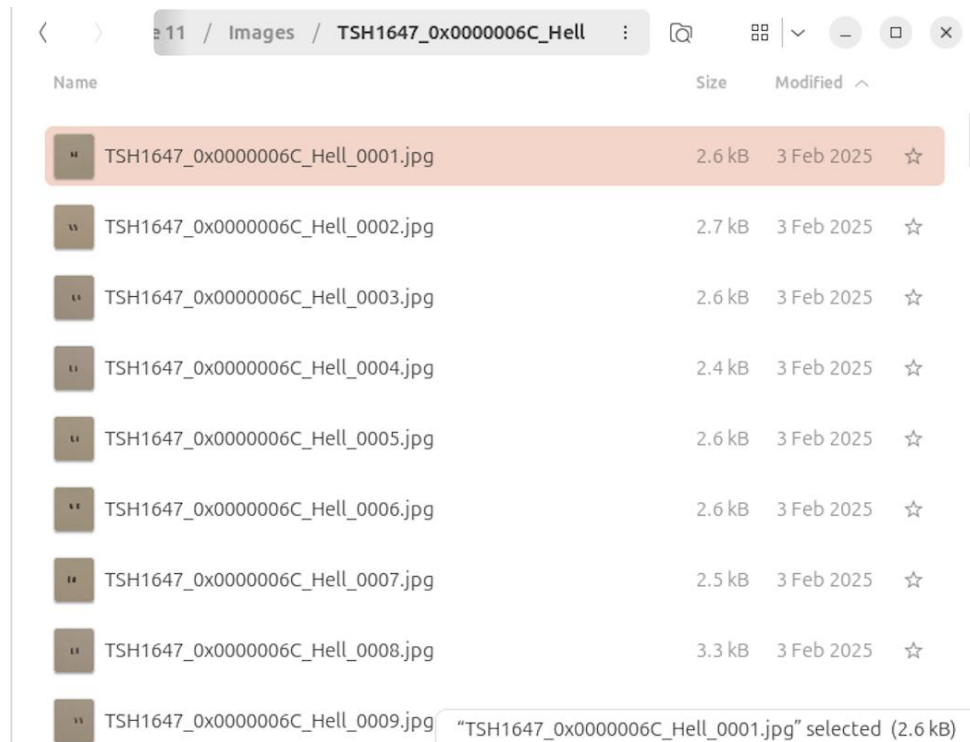 e 11 / Images / TSH1647_0x0000006C_Hell
Name Size Modified
TSH1647_0x0000006C_Hell_0001.jpg 2.6 kB 3 Feb 2025
TSH1647_0x0000006C_Hell_0002.jpg 2.7 kB 3 Feb 2025
TSH1647_0x0000006C_Hell_0003.jpg 2.6 kB 3 Feb 2025
TSH1647_0x0000006C_Hell_0004.jpg 2.4 kB 3 Feb 2025
TSH1647_0x0000006C_Hell_0005.jpg 2.6 kB 3 Feb 2025
TSH1647_0x0000006C_Hell_0006.jpg 2.6 kB 3 Feb 2025
TSH1647_0x0000006C_Hell_0007.jpg 2.5 kB 3 Feb 2025
TSH1647_0x0000006C_Hell_0008.jpg 3.3 kB 3 Feb 2025
TSH1647_0x0000006C_Hell_0009.jpg
“TSH1647_0x0000006C_Hell_0001.jpg” selected (2.6 kB)